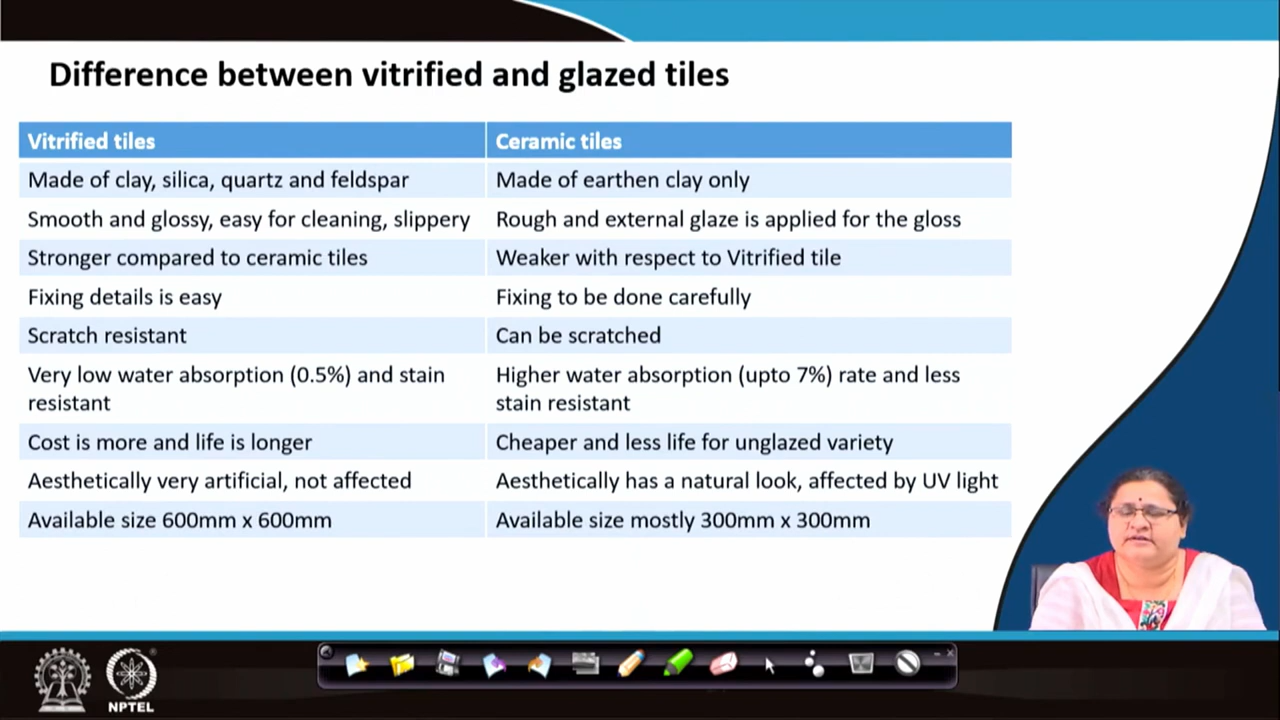 Difference between vitrified and glazed tiles
Vitrified tiles
Ceramic tiles
Made of clay, silica, quartz and feldspar
Made of earthen clay only
Smooth and glossy, easy for cleaning, slippery
Rough and external glaze is applied for the gloss
Stronger compared to ceramic tiles
Weaker with respect to Vitrified tile
Fixing details is easy
Fixing to be done carefully
Scratch resistant
Can be scratched
Very low water absorption (0.5%) and stain
resistant
Higher water absorption (upto 7%) rate and less
stain resistant
Cost is more and life is longer
Cheaper and less life for unglazed variety
Aesthetically very artificial, not affected
Aesthetically has a natural look, affected by UV light
Available size 600mm x 600mm
Available size mostly 300mm x 300mm
NPTEL